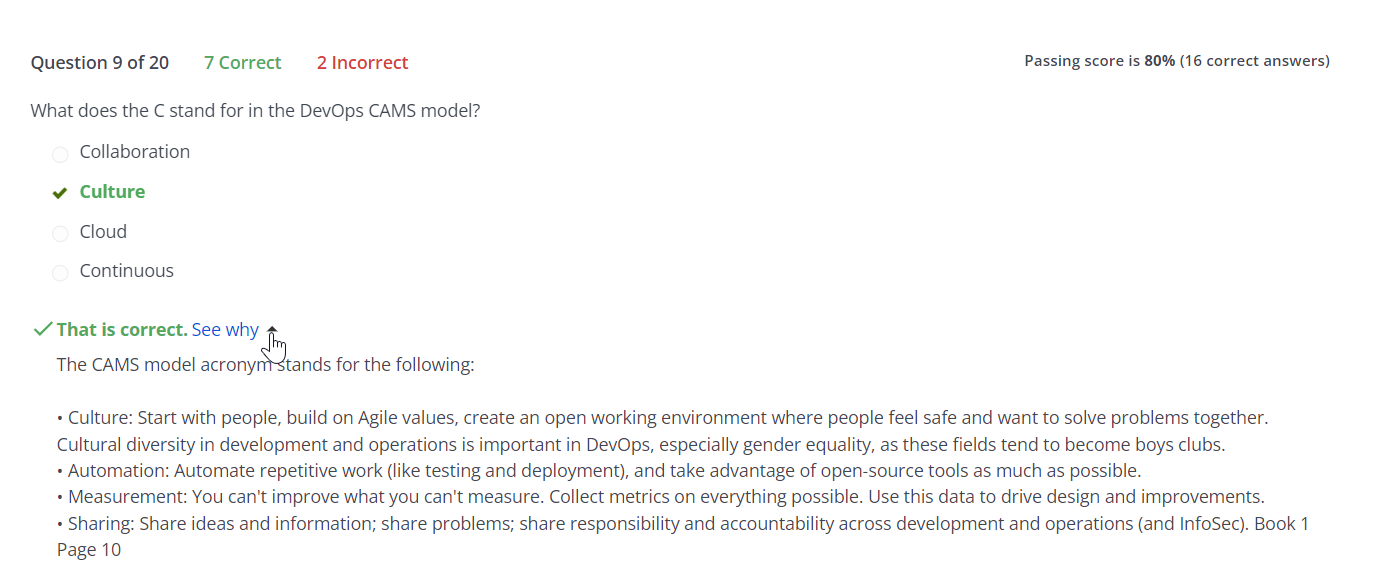 Question 9 of 20 7 Correct 2 Incorrect Passing score is 80% (16 correct answers)
What does the C stand for in the DevOps CAMS model?
Collaboration
Culture
Cloud
Continuous
That is correct. See why
The CAMS model acronym stands for the following:
• Culture: Start with people, build on Agile values, create an open working environment where people feel safe and want to solve problems together.
Cultural diversity in development and operations is important in DevOps, especially gender equality, as these fields tend to become boys clubs.
• Automation: Automate repetitive work (like testing and deployment), and take advantage of open-source tools as much as possible.
• Measurement: You can't improve what you can't measure. Collect metrics on everything possible. Use this data to drive design and improvements.
• Sharing: Share ideas and information; share problems; share responsibility and accountability across development and operations (and InfoSec). Book 1
Page 10